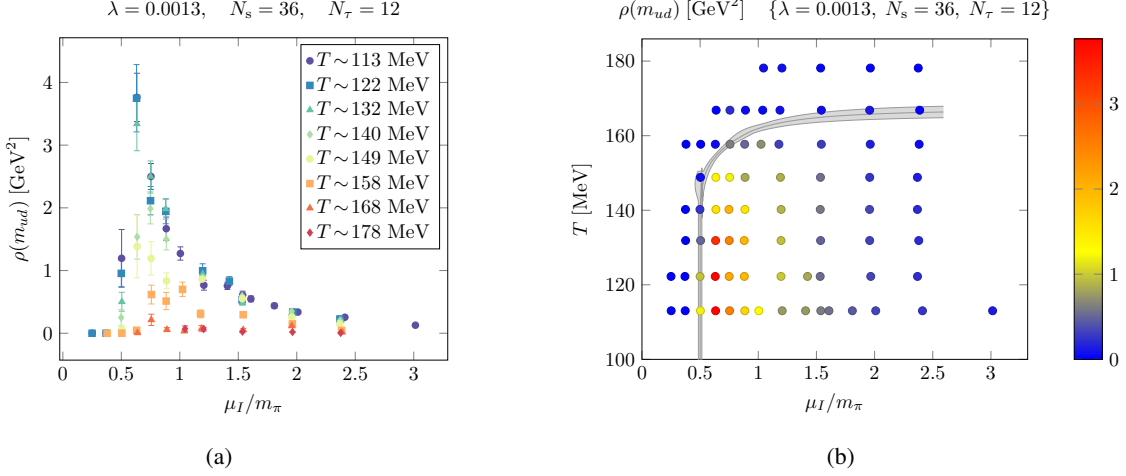 λ = 0.0013, N_s = 36, N_τ = 12
4
3
2
1
0
ρ(m_ud) [GeV²]
T ∼ 113 MeV
T ∼ 122 MeV
T ∼ 132 MeV
T ∼ 140 MeV
T ∼ 149 MeV
T ∼ 158 MeV
T ∼ 168 MeV
T ∼ 178 MeV
0 0.5 1 1.5 2 2.5 3
μ_I/m_π
(a)
ρ(m_ud) [GeV²] {λ = 0.0013, N_s = 36, N_τ = 12}
180
160
140
120
100
T [MeV]
0 0.5 1 1.5 2 2.5 3
μ_I/m_π
3
2
1
0
(b)